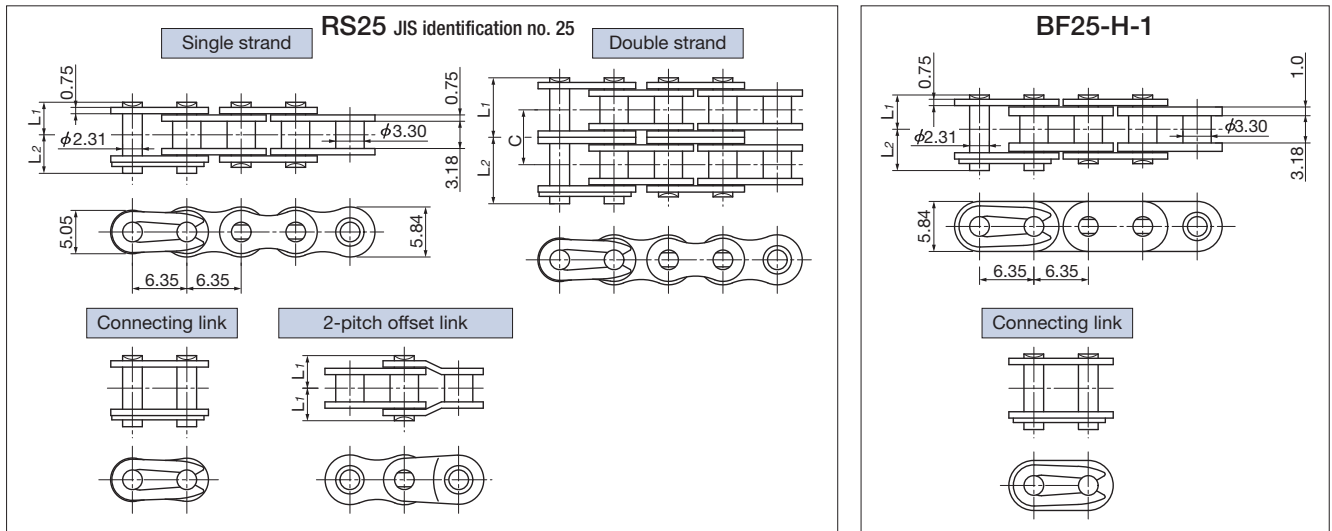 RS25 JIS identification no. 25
Single strand
Double strand
0.75
L1
L2
φ2.31
0.75
φ3.30
3.18
L1
C
L2
5.05
5.84
6.35
6.35
Connecting link
2-pitch offset link
L1
L1
BF25-H-1
0.75
L1
L2
φ2.31
1.0
φ3.30
3.18
5.84
6.35
6.35
Connecting link